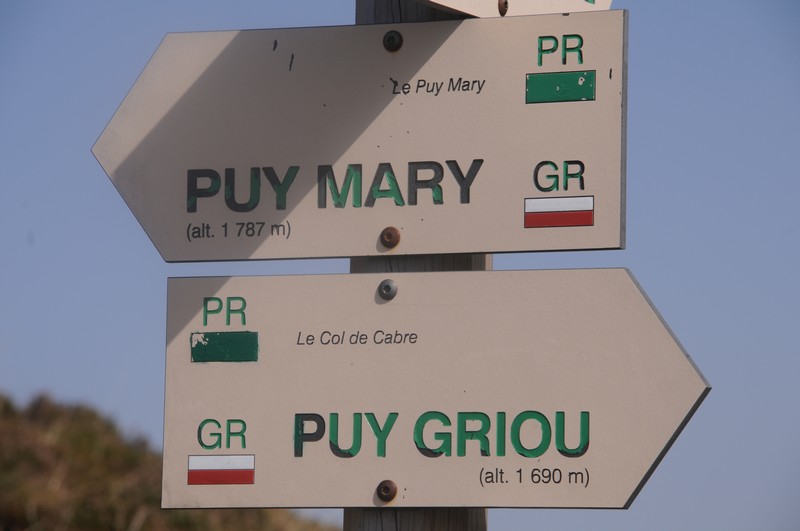 PR
Le Puy Mary
GR
PUY MARY
(alt. 1 787 m)
PR
Le Col de Cabre
GR
PUY GRIOU
(alt. 1 690 m)